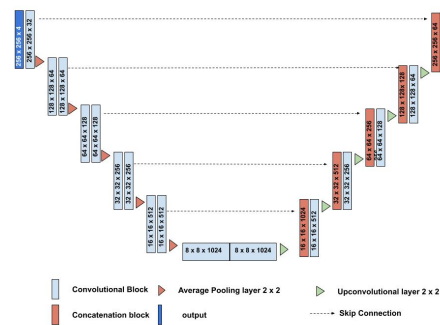 256 x 256 x 4
256 x 256 x 32
128 x 128 x 64
128 x 128 x 64
64 x 64 x 128
64 x 64 x 128
32 x 32 x 256
32 x 32 x 256
16 x 16 x 512
16 x 16 x 512
8 x 8 x 1024
8 x 8 x 1024
16 x 16 x 1024
16 x 16 x 512
32 x 32 x 512
32 x 32 x 256
64 x 64 x 256
64 x 64 x 128
128 x 128x 128
128 x 128 x 64
256 x 256 x 64
Convolutional Block
Average Pooling layer 2 x 2
Upconvolutional layer 2 x 2
Concatenation block
output
Skip Connection